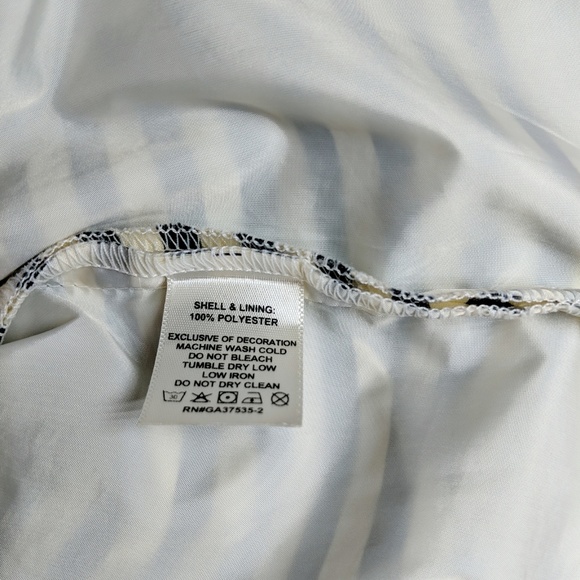 SHELL & LINING:
100% POLYESTER
EXCLUSIVE OF DECORATION
MACHINE WASH COLD
DO NOT BLEACH
TUMBLE DRY LOW
LOW IRON
DO NOT DRY CLEAN
RN#GA37535-2